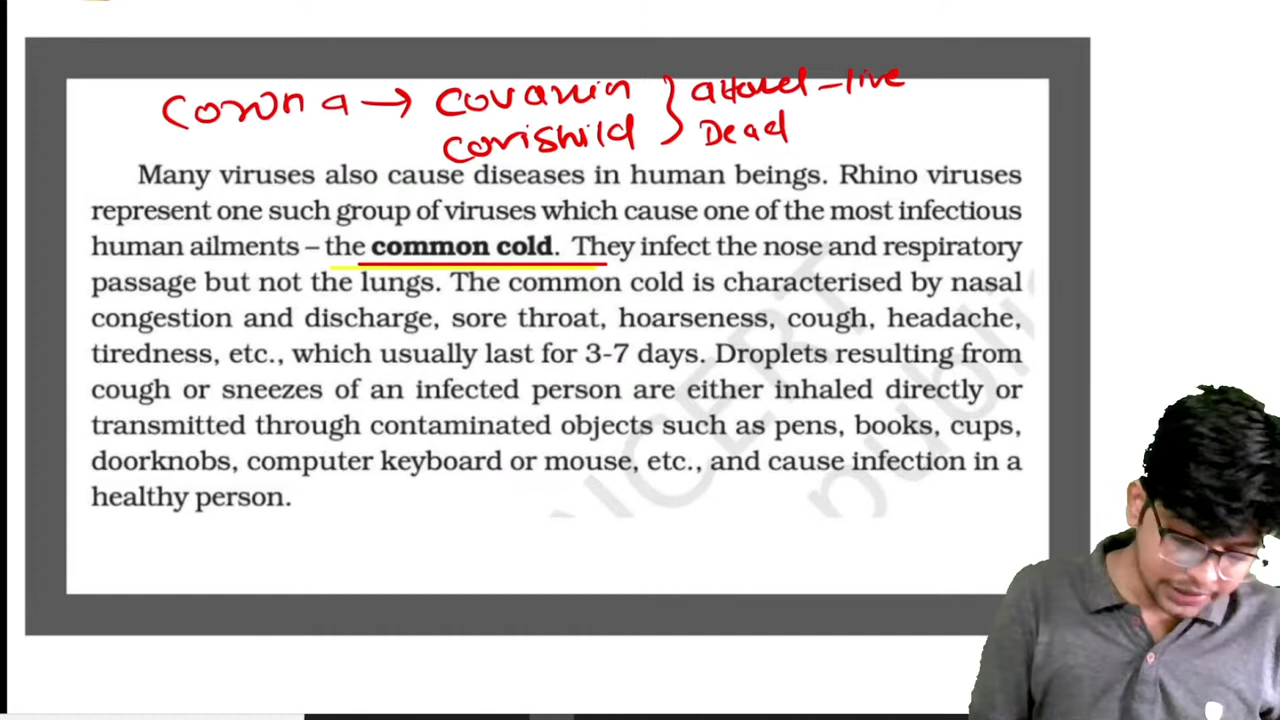 Corona → covaxin } attenuated-live
covishild } Dead
Many viruses also cause diseases in human beings. Rhino viruses
represent one such group of viruses which cause one of the most infectious
human ailments – the common cold. They infect the nose and respiratory
passage but not the lungs. The common cold is characterised by nasal
congestion and discharge, sore throat, hoarseness, cough, headache,
tiredness, etc., which usually last for 3-7 days. Droplets resulting from
cough or sneezes of an infected person are either inhaled directly or
transmitted through contaminated objects such as pens, books, cups,
doorknobs, computer keyboard or mouse, etc., and cause infection in a
healthy person.
NCERT
publi